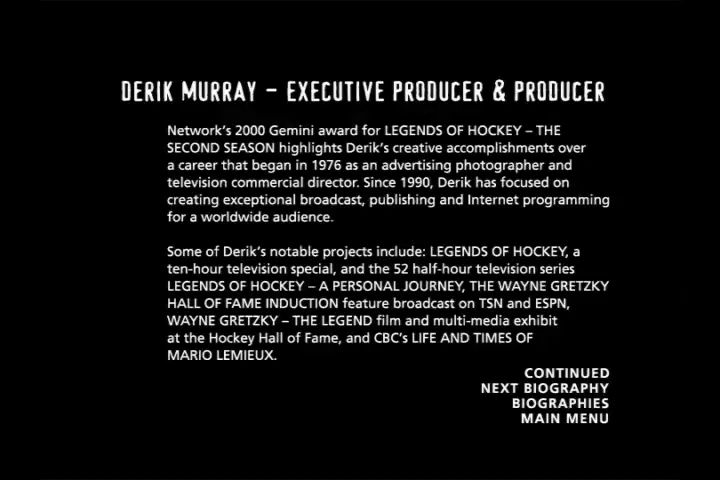 DERIK MURRAY – EXECUTIVE PRODUCER & PRODUCER
Network's 2000 Gemini award for LEGENDS OF HOCKEY – THE
SECOND SEASON highlights Derik's creative accomplishments over
a career that began in 1976 as an advertising photographer and
television commercial director. Since 1990, Derik has focused on
creating exceptional broadcast, publishing and Internet programming
for a worldwide audience.
Some of Derik's notable projects include: LEGENDS OF HOCKEY, a
ten-hour television special, and the 52 half-hour television series
LEGENDS OF HOCKEY – A PERSONAL JOURNEY, THE WAYNE GRETZKY
HALL OF FAME INDUCTION feature broadcast on TSN and ESPN,
WAYNE GRETZKY – THE LEGEND film and multi-media exhibit
at the Hockey Hall of Fame, and CBC's LIFE AND TIMES OF
MARIO LEMIEUX.
CONTINUED
NEXT BIOGRAPHY
BIOGRAPHIES
MAIN MENU